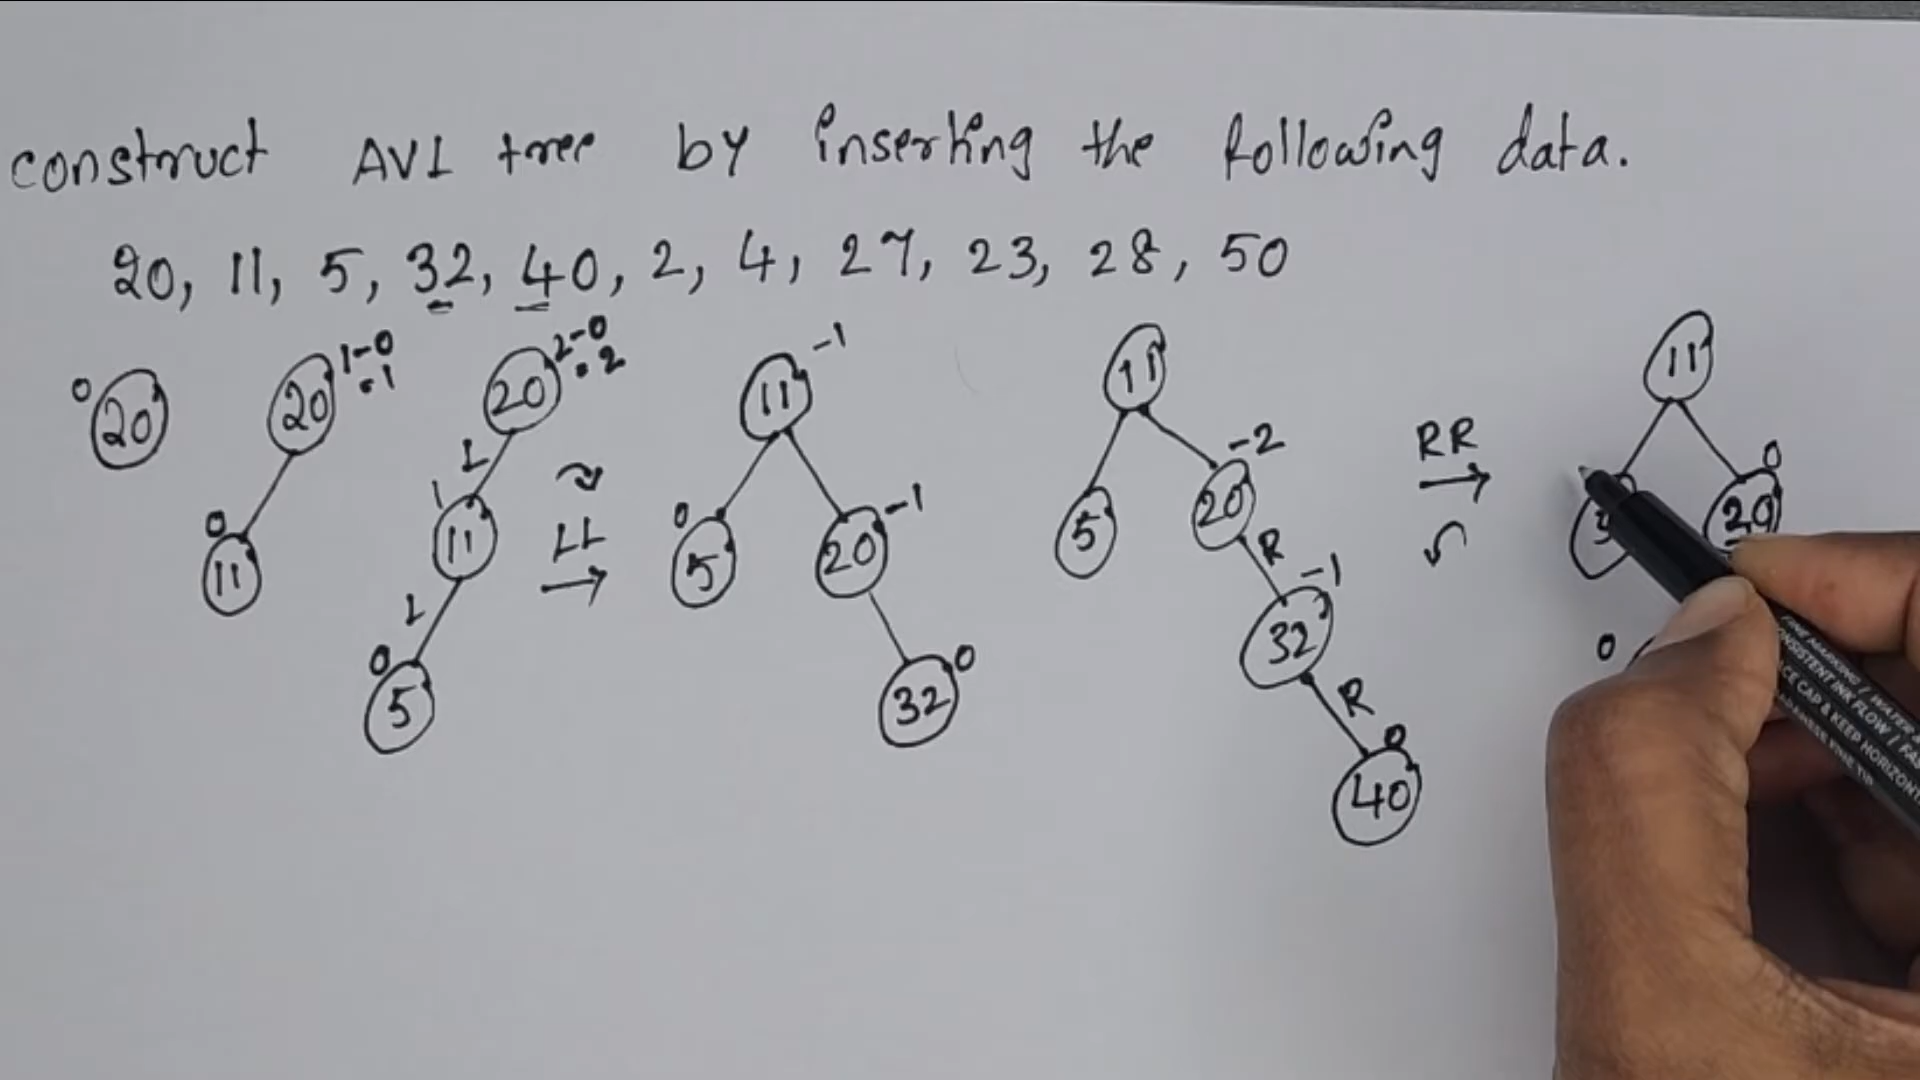 construct AVL tree by inserting the following data.
20, 11, 5, 32, 40, 2, 4, 27, 23, 28, 50
0 20
20 1-0 .1
0 11
20 2-0 .2
L
1 11
L
0 5
LL
11 -1
0 5
20 -1
32 0
11
5
20 -2
R
32 -1
R
40 0
RR
11
0
0